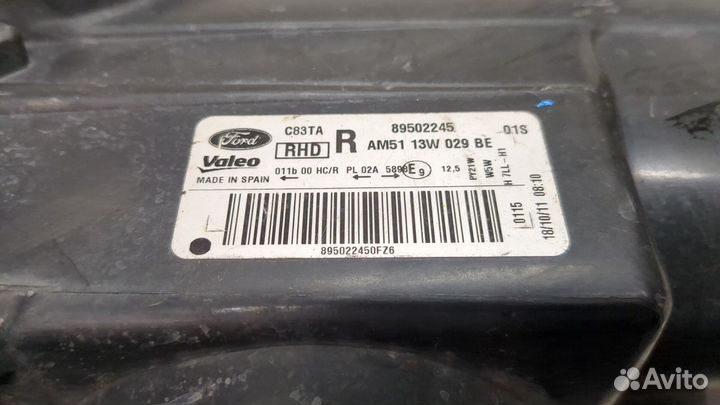 Ford C83TA R 89502245 01S
Valeo RHD AM51 13W 029 BE
MADE IN SPAIN 011b 00 HC/R PL 02A 5898 E9 12,5
PY21W
W5W
H7LL-H1
0115
18/10/11 08:10
895022450FZ6
Avito